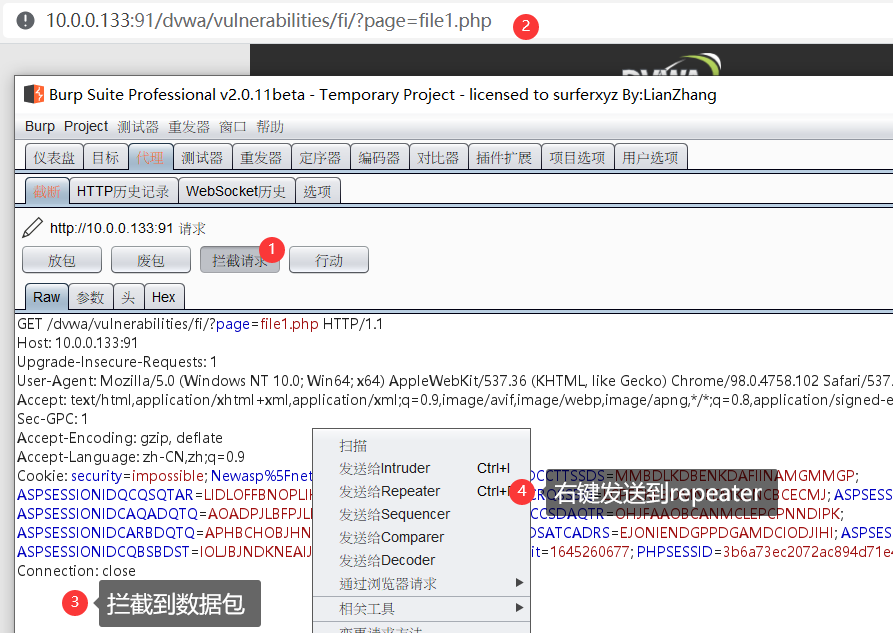 10.0.0.133:91/dvwa/vulnerabilities/fi/?page=file1.php
2
DVWA
Burp Suite Professional v2.0.11beta - Temporary Project - licensed to surferxyz By:LianZhang
Burp Project 测试器 重发器 窗口 帮助
仪表盘 目标 代理 测试器 重发器 定序器 编码器 对比器 插件扩展 项目选项 用户选项
截断 HTTP历史记录 WebSocket历史 选项
http://10.0.0.133:91 请求
1
放包 废包 拦截请求 行动
Raw 参数 头 Hex
GET /dvwa/vulnerabilities/fi/?page=file1.php HTTP/1.1
Host: 10.0.0.133:91
Upgrade-Insecure-Requests: 1
User-Agent: Mozilla/5.0 (Windows NT 10.0; Win64; x64) AppleWebKit/537.36 (KHTML, like Gecko) Chrome/98.0.4758.102 Safari/537.
Accept: text/html,application/xhtml+xml,application/xml;q=0.9,image/avif,image/webp,image/apng,*/*;q=0.8,application/signed-e
Sec-GPC: 1
Accept-Encoding: gzip, deflate
Accept-Language: zh-CN,zh;q=0.9
Cookie: security=impossible; Newasp%5Fnet
DCTTSSDS=MMBDLKDBENKDAFIINAMGMMGP;
ASPSESSIONIDQCQSQTAR=LIDLOFFBNOPLI
CBCECMJ; ASPSES
ASPSESSIONIDCAQADQTQ=AOADPJLBFPJL
CCSDAQTR=OHJFAAOBCANMCLEPCPNNDIPK;
ASPSESSIONIDCARBDQTQ=APHBCHOBJHN
DSATCADRS=EJONIENDGPPDGAMDCIODJIHI; ASPSES
ASPSESSIONIDCQBSBDST=IOLJBJNDKNEAIJ
it=1645260677; PHPSESSID=3b6a73ec2072ac894d71e4
Connection: close
扫描
发送给Intruder Ctrl+I
发送给Repeater
发送给Sequencer
发送给Comparer
发送给Decoder
通过浏览器请求
相关工具
变更请求方法
4 右键发送到repeater
3 拦截到数据包